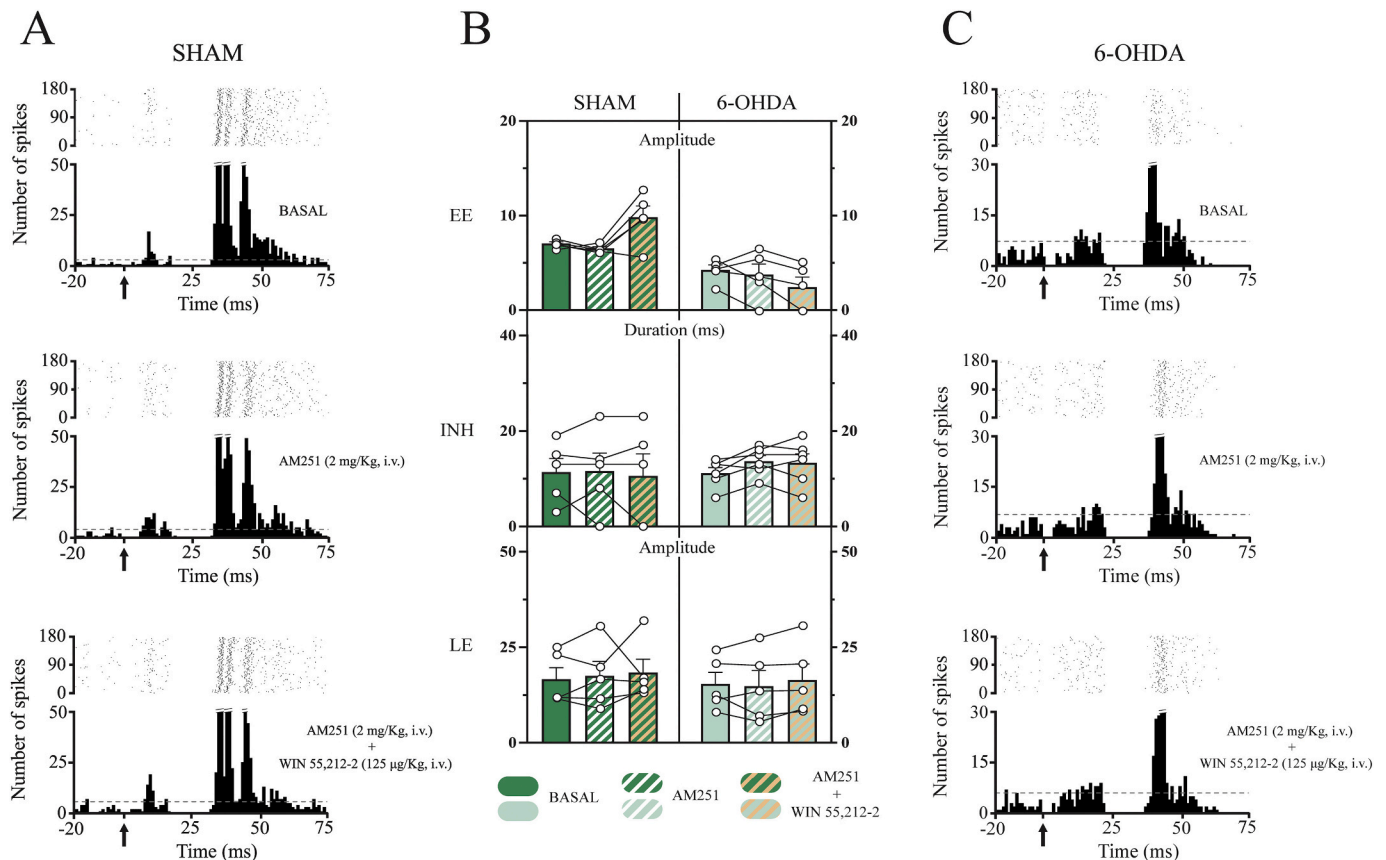 A
SHAM
180
90
0
Number of spikes
50
25
0
BASAL
-20
25
50
75
Time (ms)
180
90
0
Number of spikes
50
25
0
AM251 (2 mg/Kg, i.v.)
-20
25
50
75
Time (ms)
180
90
0
Number of spikes
50
25
0
AM251 (2 mg/Kg, i.v.)
+
WIN 55,212-2 (125 µg/Kg, i.v.)
-20
25
50
75
Time (ms)
B
SHAM
6-OHDA
Amplitude
EE
20
10
0
20
10
0
Duration (ms)
INH
40
20
0
40
20
0
Amplitude
LE
50
25
0
50
25
0
BASAL
AM251
AM251
+
WIN 55,212-2
C
6-OHDA
180
90
0
Number of spikes
30
15
0
BASAL
-20
25
50
75
Time (ms)
180
90
0
Number of spikes
30
15
0
AM251 (2 mg/Kg, i.v.)
-20
25
50
75
Time (ms)
180
90
0
Number of spikes
30
15
0
AM251 (2 mg/Kg, i.v.)
+
WIN 55,212-2 (125 µg/Kg, i.v.)
-20
25
50
75
Time (ms)